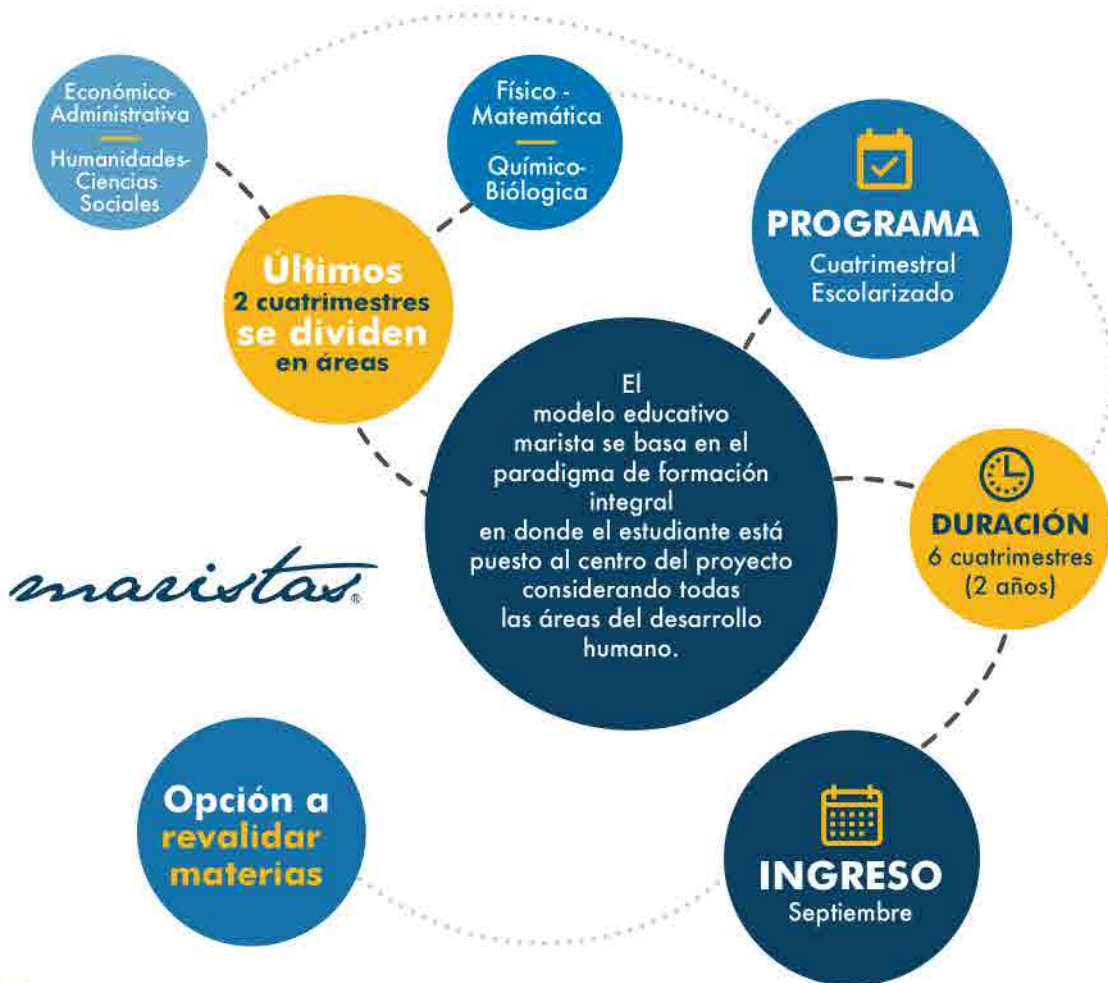 Económico-
Administrativa
Humanidades-
Ciencias
Sociales
Físico -
Matemática
Químico-
Biólogica
PROGRAMA
Cuatrimestral
Escolarizado
Últimos
2 cuatrimestres
se dividen
en áreas
El
modelo educativo
marista se basa en el
paradigma de formación
integral
en donde el estudiante está
puesto al centro del proyecto
considerando todas
las áreas del desarrollo
humano.
DURACIÓN
6 cuatrimestres
(2 años)
maristas®
Opción a
revalidar
materias
INGRESO
Septiembre